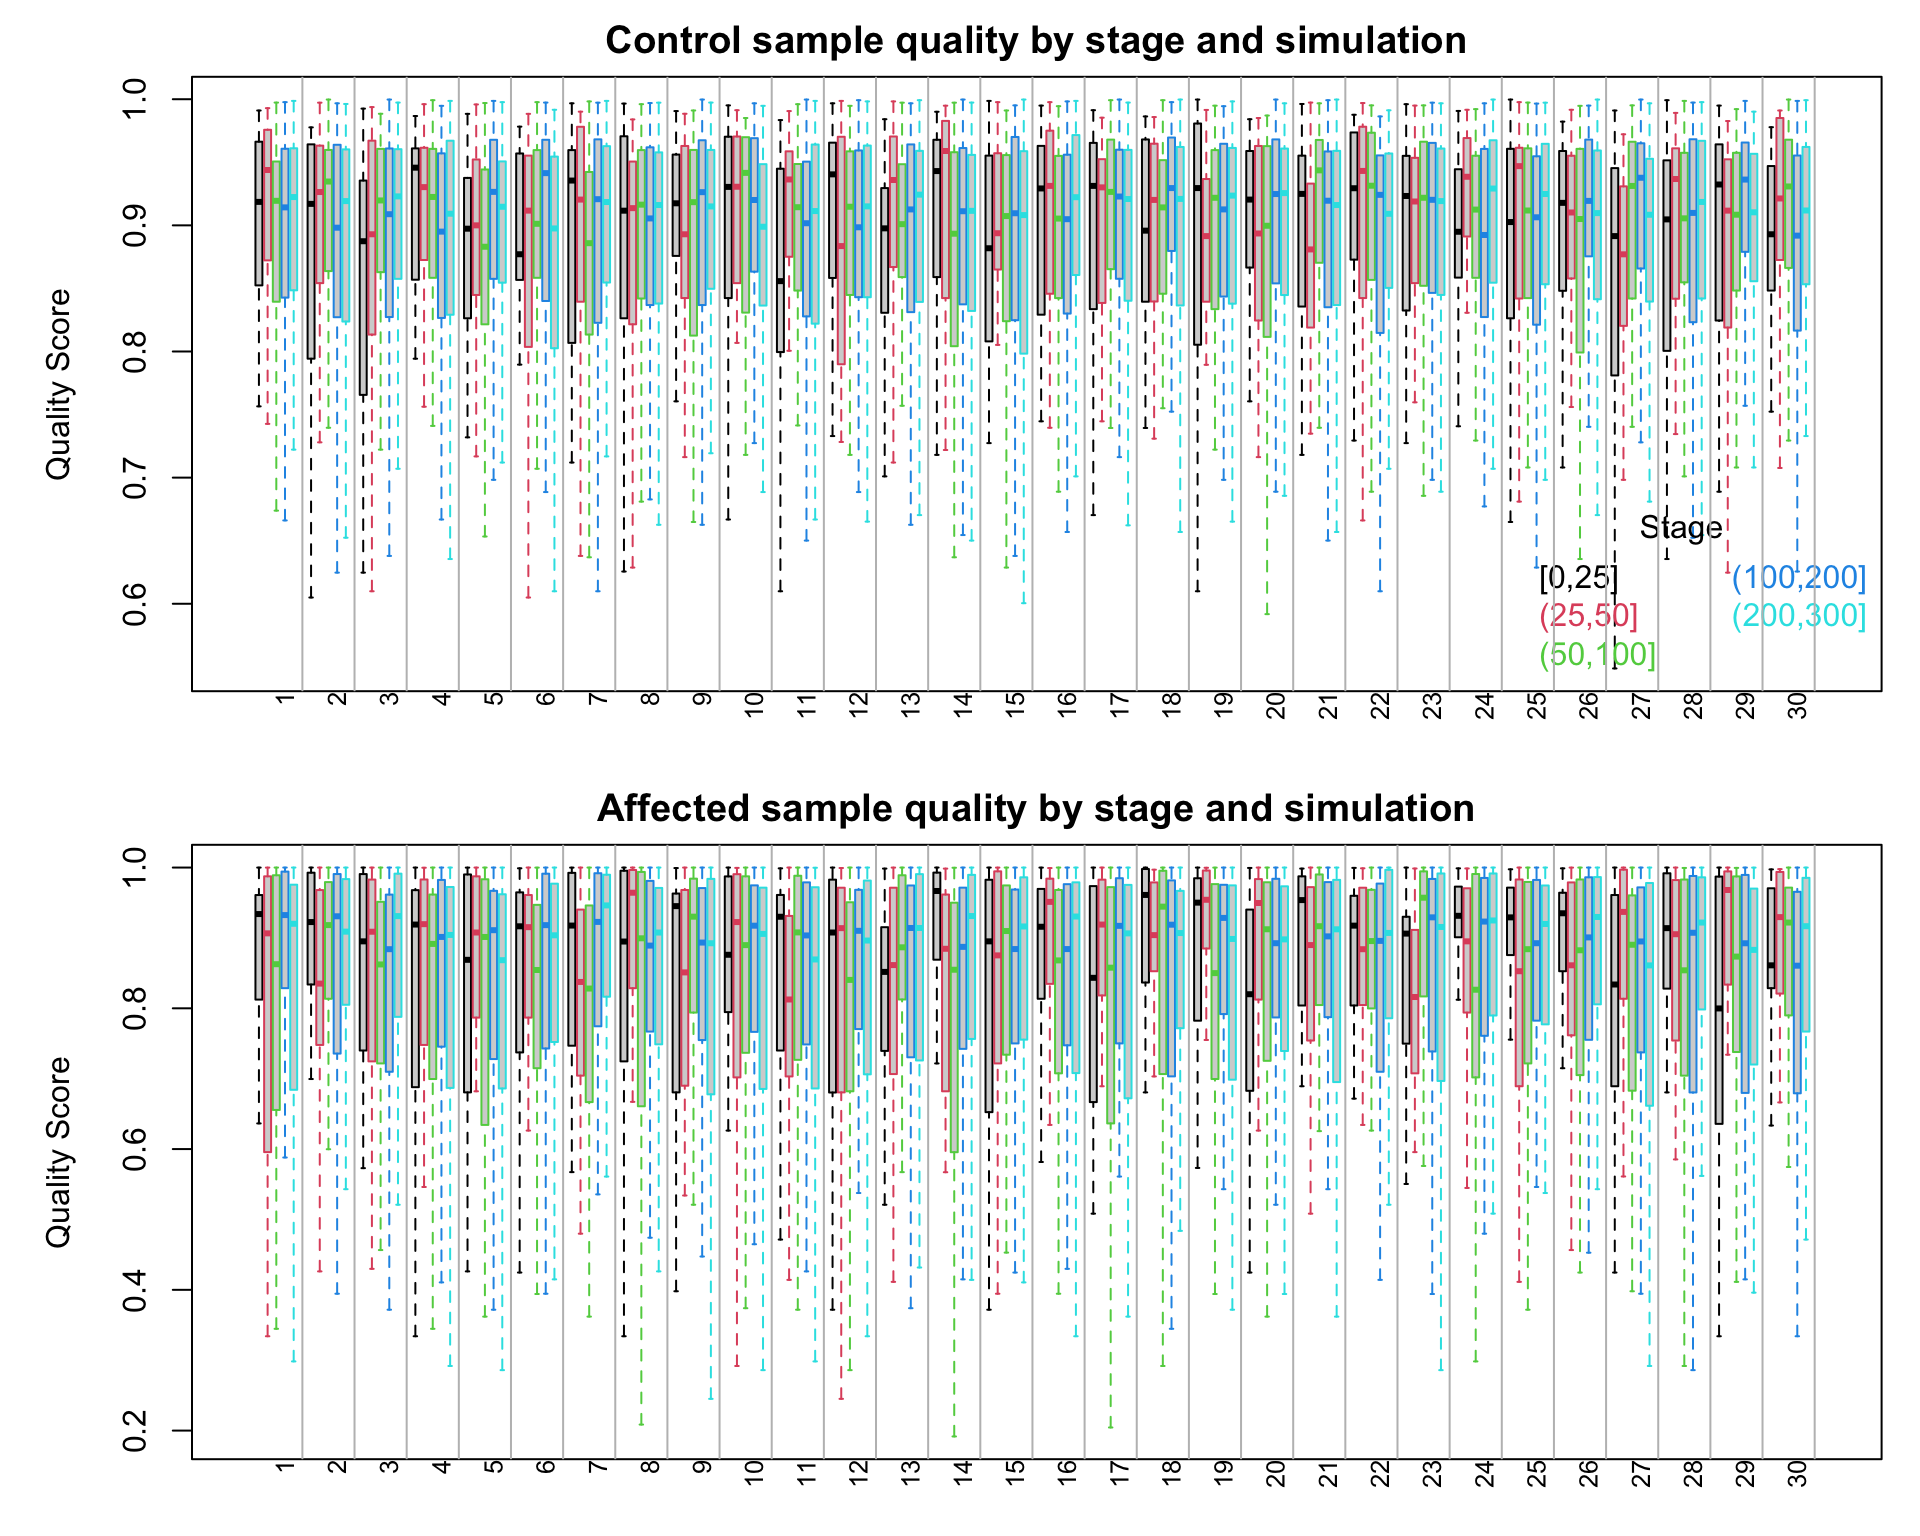 Control sample quality by stage and simulation
Quality Score
1.0
0.9
0.8
0.7
0.6
Stage
[0,25] (100,200]
(25,50] (200,300]
(50,100]
1 2 3 4 5 6 7 8 9 10 11 12 13 14 15 16 17 18 19 20 21 22 23 24 25 26 27 28 29 30
Affected sample quality by stage and simulation
Quality Score
1.0
0.8
0.6
0.4
0.2
1 2 3 4 5 6 7 8 9 10 11 12 13 14 15 16 17 18 19 20 21 22 23 24 25 26 27 28 29 30